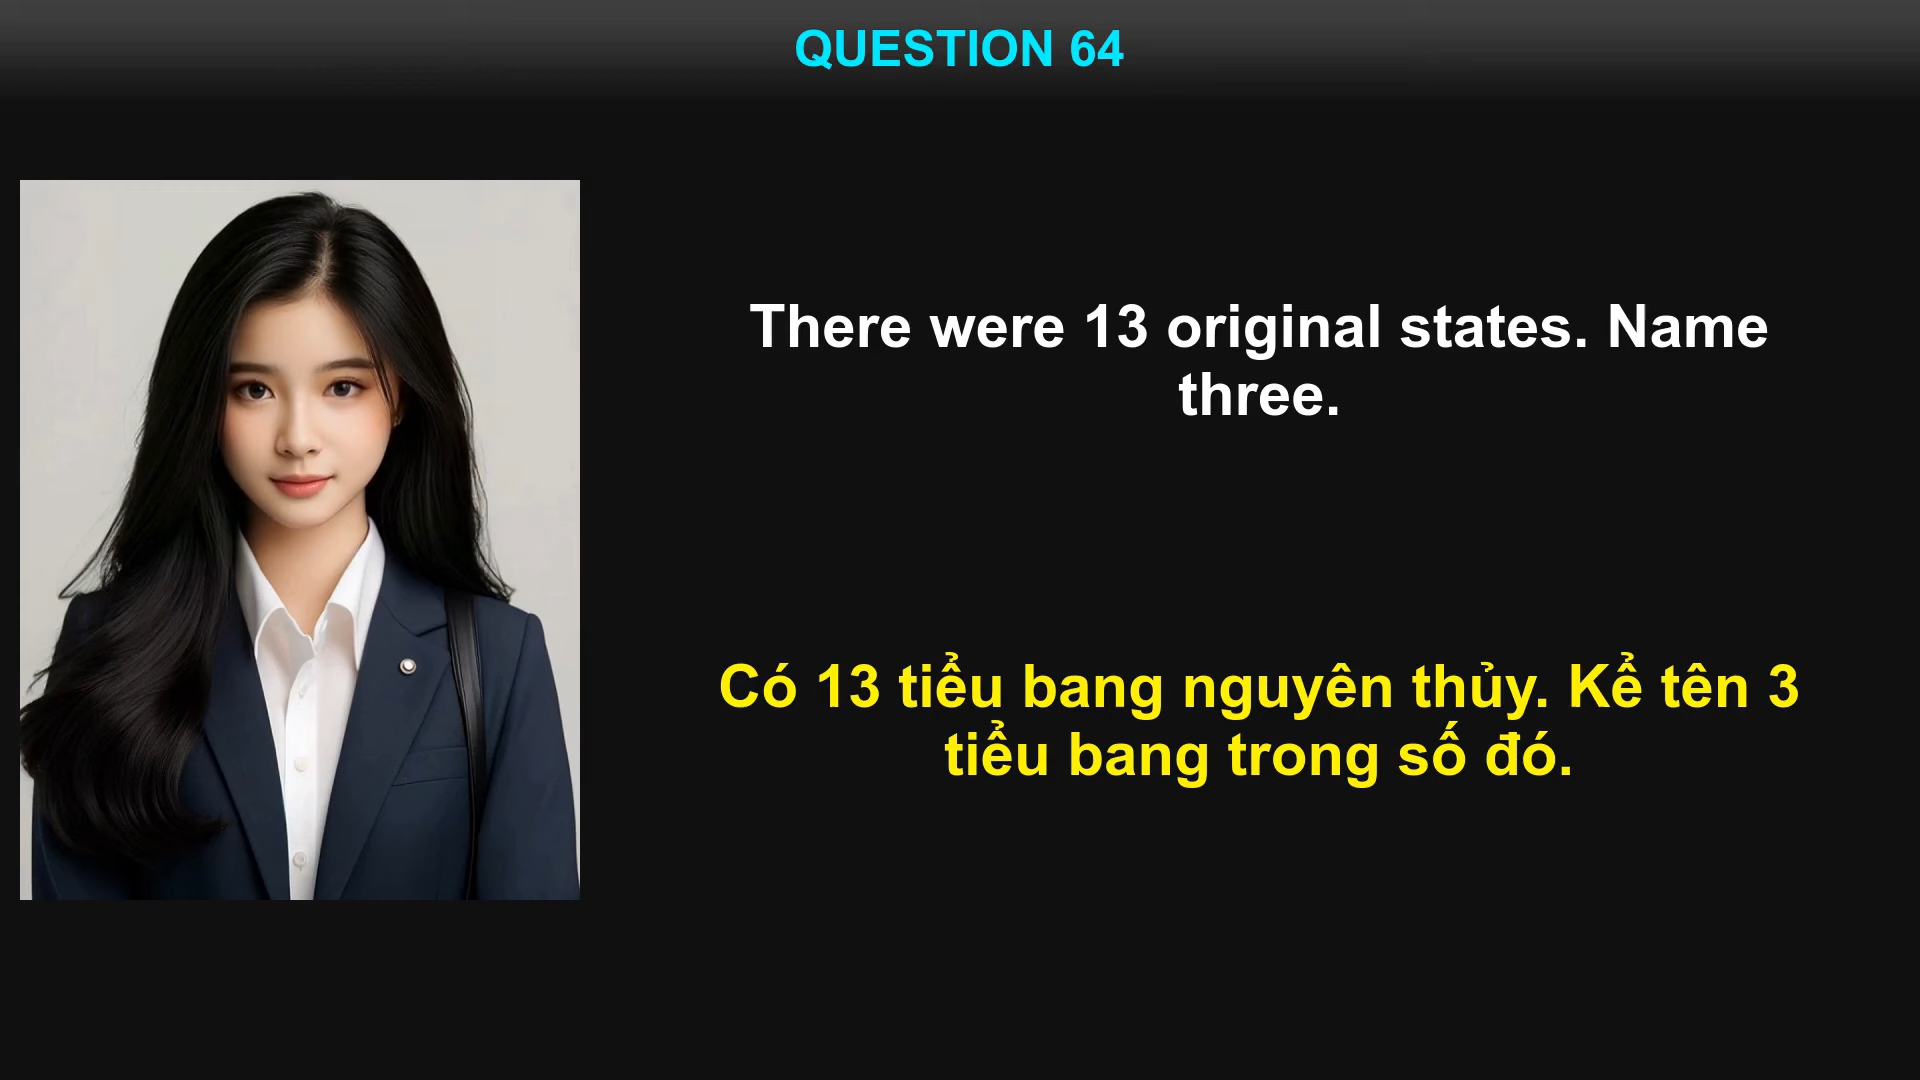 QUESTION 64
There were 13 original states. Name
three.
Có 13 tiểu bang nguyên thủy. Kể tên 3
tiểu bang trong số đó.